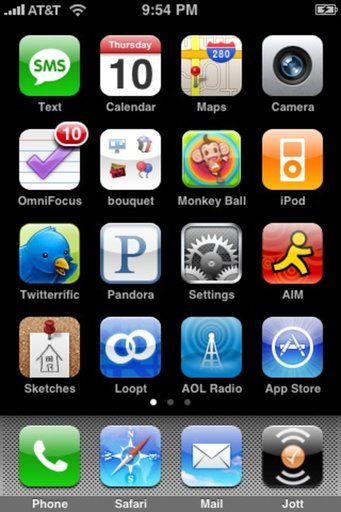 AT&T 9:54 PM
SMS Thursday 10 280
Text Calendar Maps Camera
10
OmniFocus bouquet Monkey Ball iPod
P
Twitterrific Pandora Settings AIM
Sketches Loopt AOL Radio App Store
Phone Safari Mail Jott